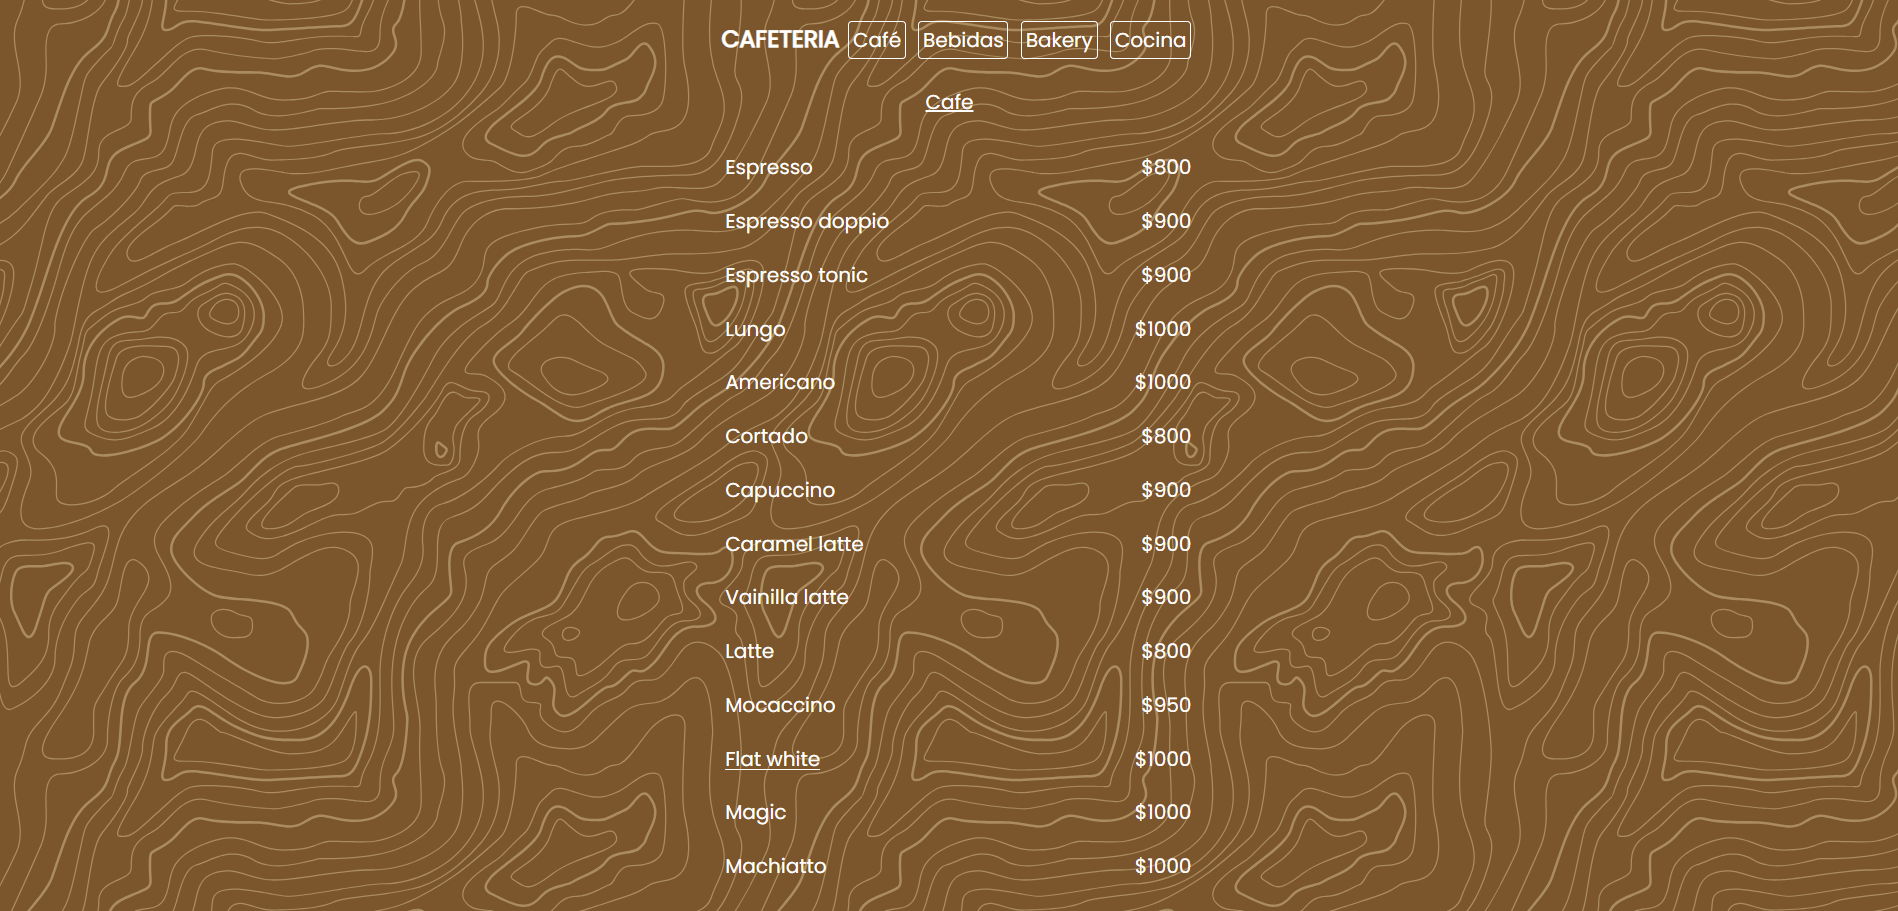 CAFETERIA Café Bebidas Bakery Cocina
Cafe
Espresso $800
Espresso doppio $900
Espresso tonic $900
Lungo $1000
Americano $1000
Cortado $800
Capuccino $900
Caramel latte $900
Vainilla latte $900
Latte $800
Mocaccino $950
Flat white $1000
Magic $1000
Machiatto $1000